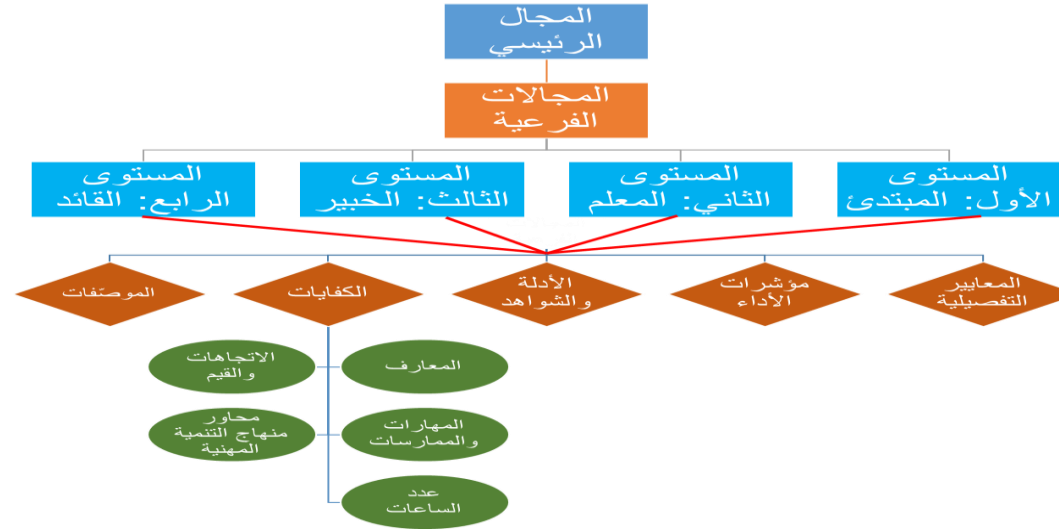 المجال
الرئيسي
المجالات
الفرعية
المستوى
الأول: المبتدئ
المستوى
الثاني: المعلم
المستوى
الثالث: الخبير
المستوى
الرابع: القائد
المعايير
التفصيلية
مؤشرات
الأداء
الأدلة
والشواهد
الكفايات
الموصّفات
المعارف
الاتجاهات
والقيم
المهارات
والممارسات
محاور
منهاج التنمية
المهنية
عدد
الساعات